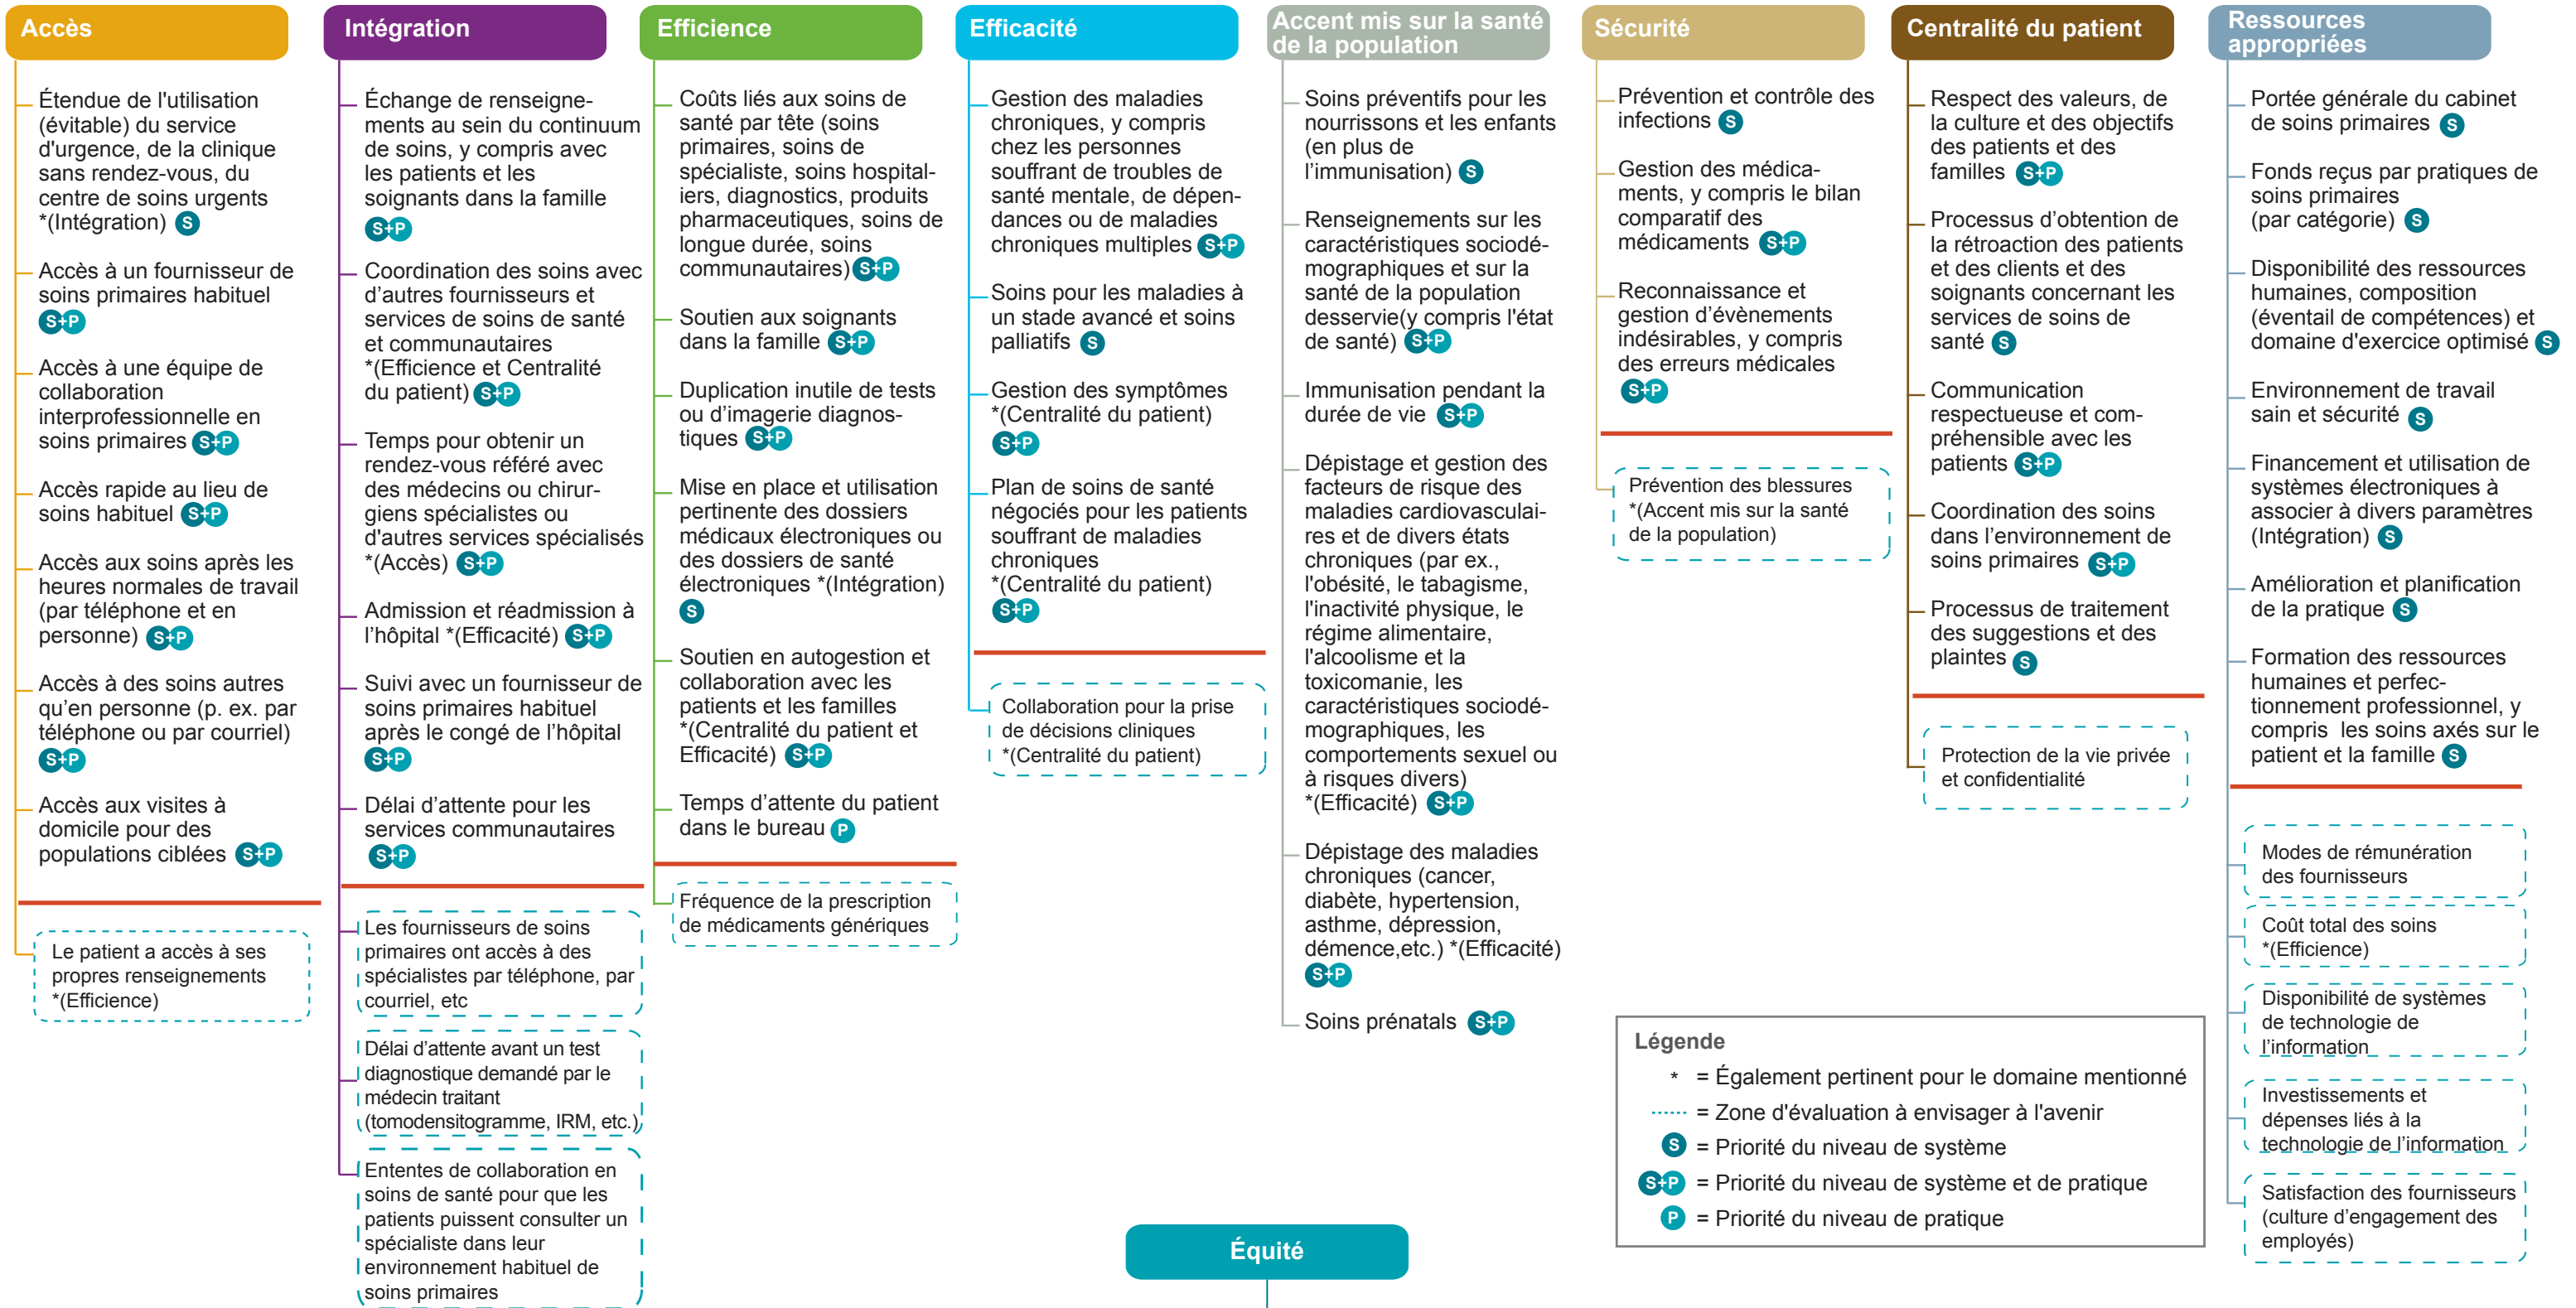 Accès
Étendue de l'utilisation
(évitable) du service
d'urgence, de la clinique
sans rendez-vous, du
centre de soins urgents
*(Intégration) S
Accès à un fournisseur de
soins primaires habituel
S+P
Accès à une équipe de
collaboration
interprofessionnelle en
soins primaires S+P
Accès rapide au lieu de
soins habituel S+P
Accès aux soins après les
heures normales de travail
(par téléphone et en
personne) S+P
Accès à des soins autres
qu'en personne (p. ex. par
téléphone ou par courriel)
S+P
Accès aux visites à
domicile pour des
populations ciblées S+P
Le patient a accès à ses
propres renseignements
*(Efficience)
Intégration
Échange de renseigne-
ments au sein du continuum
de soins, y compris avec
les patients et les
soignants dans la famille
S+P
Coordination des soins avec
d'autres fournisseurs et
services de soins de santé
et communautaires
*(Efficience et Centralité
du patient) S+P
Temps pour obtenir un
rendez-vous référé avec
des médecins ou chirur-
giens spécialistes ou
d'autres services spécialisés
*(Accès) S+P
Admission et réadmission à
l'hôpital *(Efficacité) S+P
Suivi avec un fournisseur de
soins primaires habituel
après le congé de l'hôpital
S+P
Délai d'attente pour les
services communautaires
S+P
Les fournisseurs de soins
primaires ont accès à des
spécialistes par téléphone, par
courriel, etc
Délai d'attente avant un test
diagnostique demandé par le
médecin traitant
(tomodensitogramme, IRM, etc.)
Ententes de collaboration en
soins de santé pour que les
patients puissent consulter un
spécialiste dans leur
environnement habituel de
soins primaires
Efficience
Coûts liés aux soins de
santé par tête (soins
primaires, soins de
spécialiste, soins hospital-
iers, diagnostics, produits
pharmaceutiques, soins de
longue durée, soins
communautaires) S+P
Soutien aux soignants
dans la famille S+P
Duplication inutile de tests
ou d'imagerie diagnos-
tiques S+P
Mise en place et utilisation
pertinente des dossiers
médicaux électroniques ou
des dossiers de santé
électroniques *(Intégration)
S
Soutien en autogestion et
collaboration avec les
patients et les familles
*(Centralité du patient et
Efficacité) S+P
Temps d'attente du patient
dans le bureau P
Fréquence de la prescription
de médicaments génériques
Efficacité
Gestion des maladies
chroniques, y compris
chez les personnes
souffrant de troubles de
santé mentale, de dépen-
dances ou de maladies
chroniques multiples S+P
Soins pour les maladies à
un stade avancé et soins
palliatifs S
Gestion des symptômes
*(Centralité du patient)
S+P
Plan de soins de santé
négociés pour les patients
souffrant de maladies
chroniques
*(Centralité du patient)
S+P
Collaboration pour la prise
de décisions cliniques
*(Centralité du patient)
Accent mis sur la santé
de la population
Soins préventifs pour les
nourrissons et les enfants
(en plus de
l'immunisation) S
Renseignements sur les
caractéristiques sociodé-
mographiques et sur la
santé de la population
desservie(y compris l'état
de santé) S+P
Immunisation pendant la
durée de vie S+P
Dépistage et gestion des
facteurs de risque des
maladies cardiovasculai-
res et de divers états
chroniques (par ex.,
l'obésité, le tabagisme,
l'inactivité physique, le
régime alimentaire,
l'alcoolisme et la
toxicomanie, les
caractéristiques sociodé-
mographiques, les
comportements sexuel ou
à risques divers)
*(Efficacité) S+P
Dépistage des maladies
chroniques (cancer,
diabète, hypertension,
asthme, dépression,
démence,etc.) *(Efficacité)
S+P
Soins prénatals S+P
Sécurité
Prévention et contrôle des
infections S
Gestion des médica-
ments, y compris le bilan
comparatif des
médicaments S+P
Reconnaissance et
gestion d'évènements
indésirables, y compris
des erreurs médicales
S+P
Prévention des blessures
*(Accent mis sur la santé
de la population)
Centralité du patient
Respect des valeurs, de
la culture et des objectifs
des patients et des
familles S+P
Processus d'obtention de
la rétroaction des patients
et des clients et des
soignants concernant les
services de soins de
santé S
Communication
respectueuse et com-
préhensible avec les
patients S+P
Coordination des soins
dans l'environnement de
soins primaires S+P
Processus de traitement
des suggestions et des
plaintes S
Protection de la vie privée
et confidentialité
Ressources
appropriées
Portée générale du cabinet
de soins primaires S
Fonds reçus par pratiques de
soins primaires
(par catégorie) S
Disponibilité des ressources
humaines, composition
(éventail de compétences) et
domaine d'exercice optimisé S
Environnement de travail
sain et sécurité S
Financement et utilisation de
systèmes électroniques à
associer à divers paramètres
(Intégration) S
Amélioration et planification
de la pratique S
Formation des ressources
humaines et perfec-
tionnement professionnel, y
compris les soins axés sur le
patient et la famille S
Modes de rémunération
des fournisseurs
Coût total des soins
*(Efficience)
Disponibilité de systèmes
de technologie de
l'information
Investissements et
dépenses liés à la
technologie de l'information
Satisfaction des fournisseurs
(culture d'engagement des
employés)
Légende
* = Également pertinent pour le domaine mentionné
= Zone d'évaluation à envisager à l'avenir
S = Priorité du niveau de système
S+P = Priorité du niveau de système et de pratique
P = Priorité du niveau de pratique
Équité